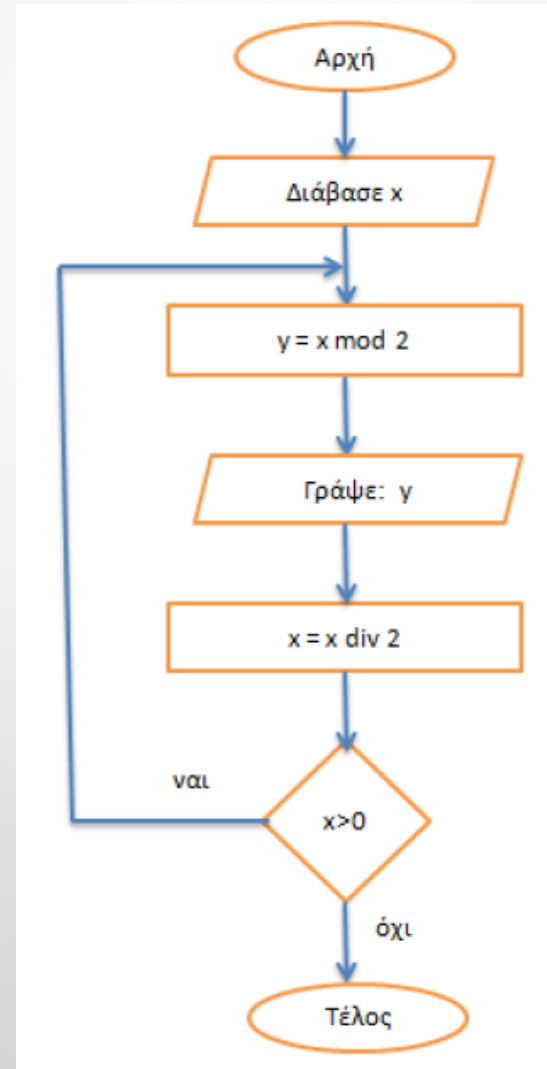 Αρχή
Διάβασε x
y = x mod 2
Γράψε: y
x = x div 2
ναι
x>0
όχι
Τέλος